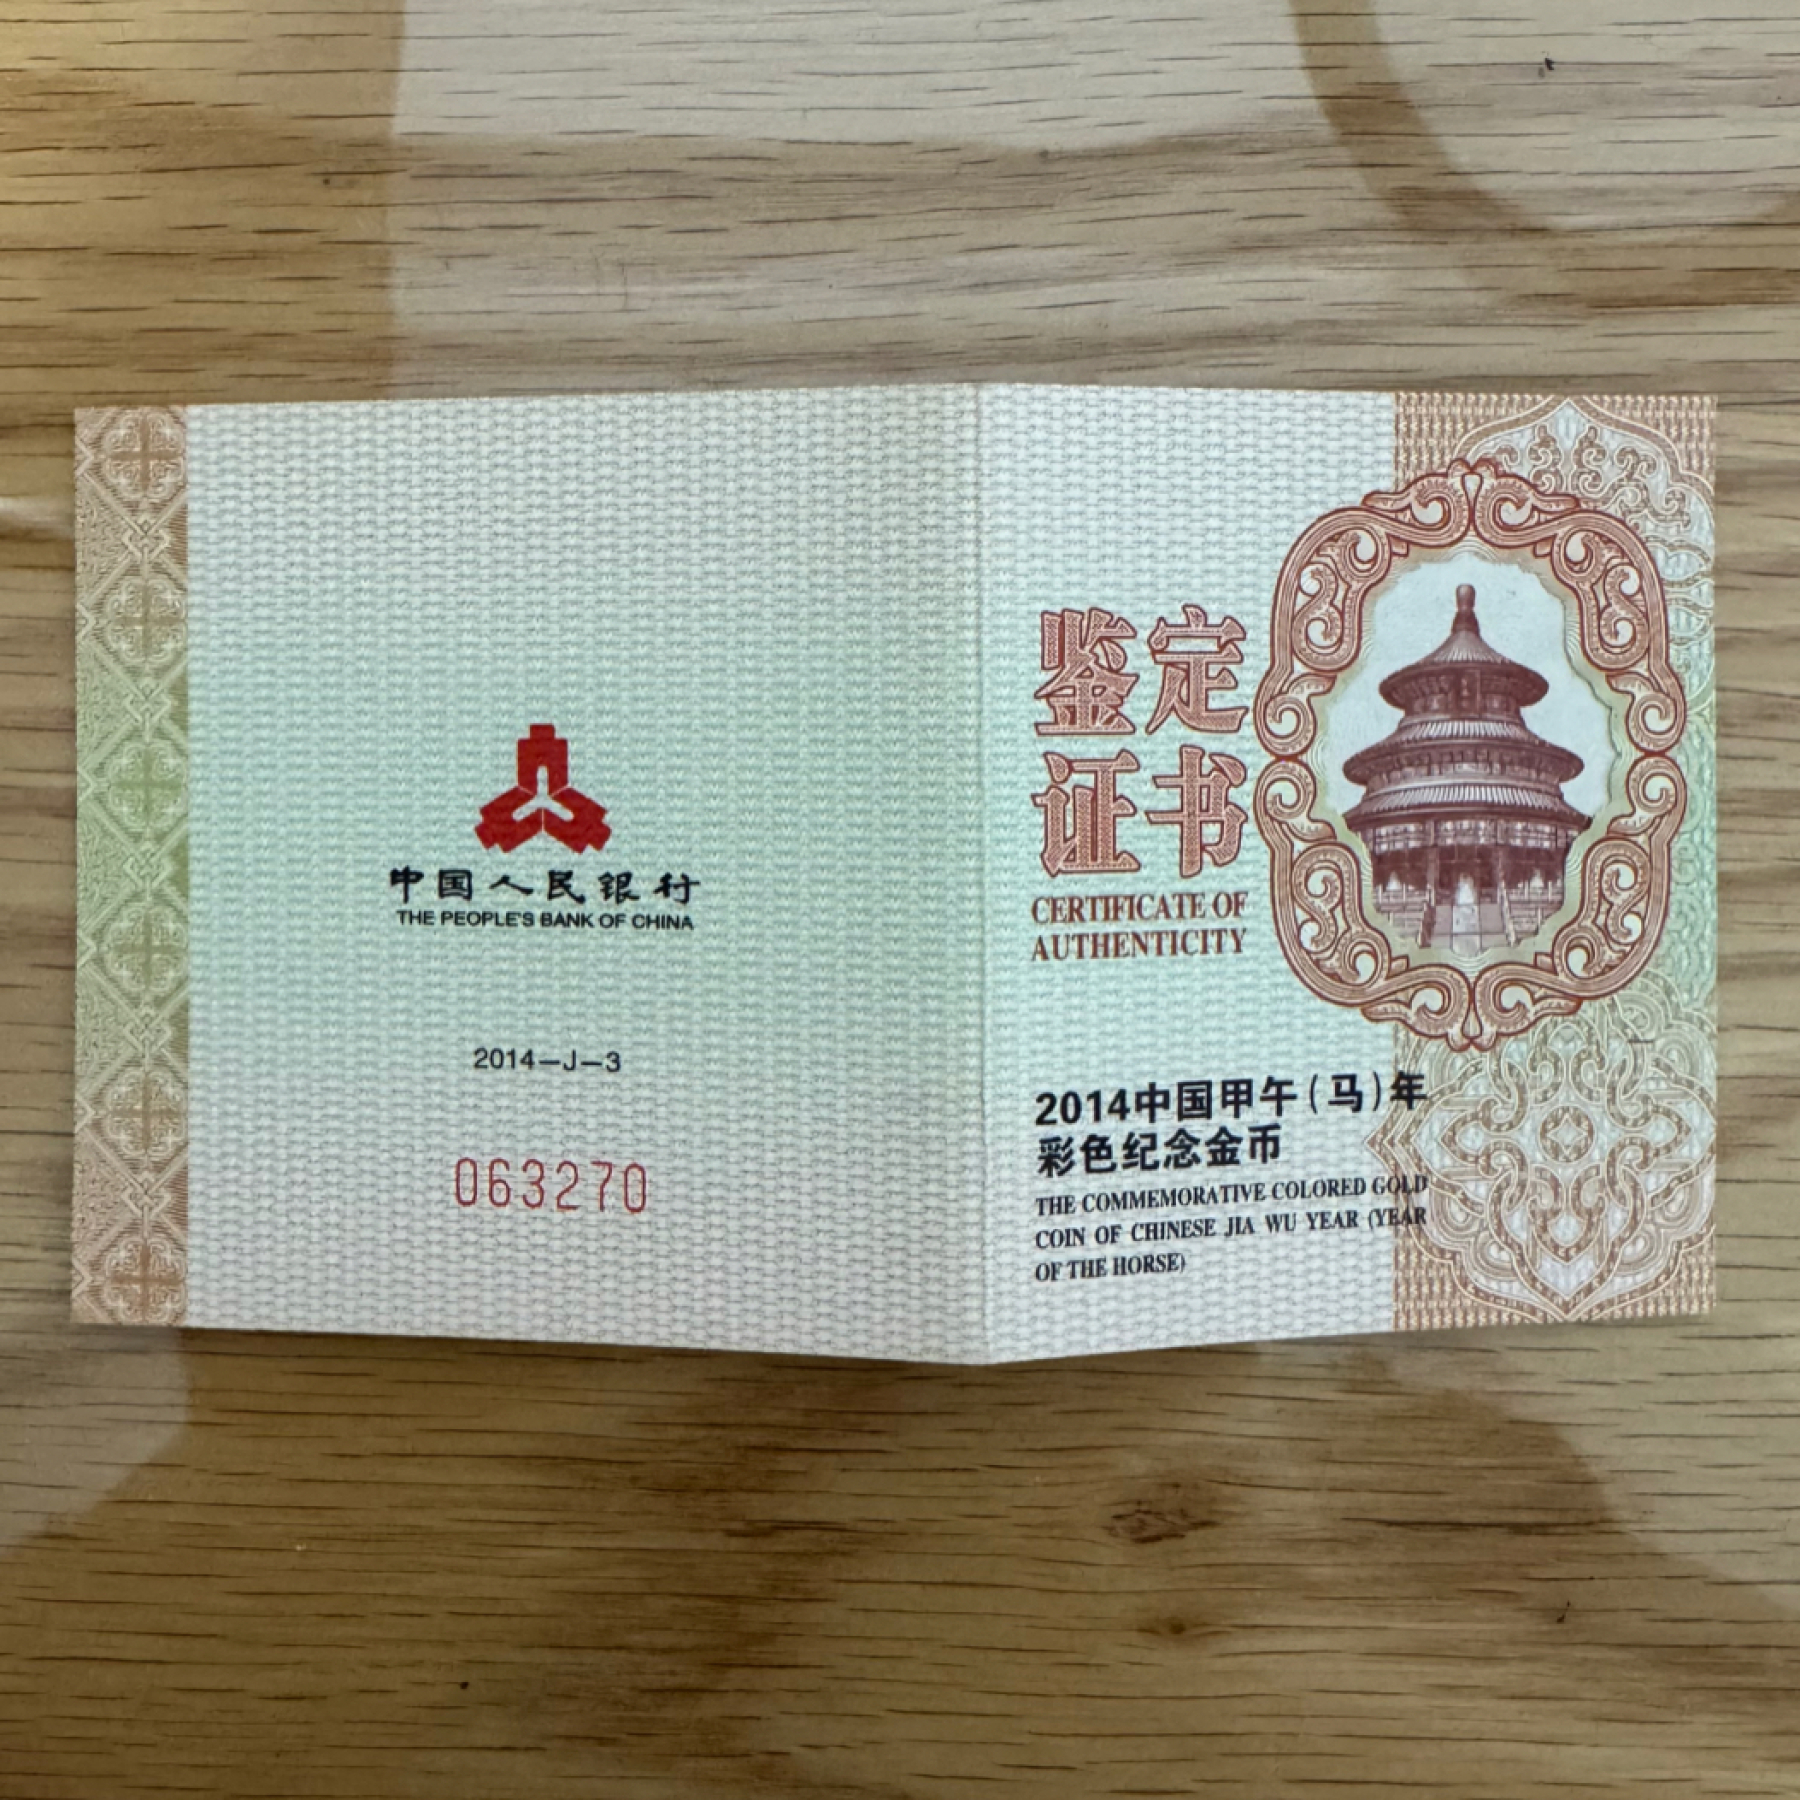 中国人民银行
THE PEOPLE'S BANK OF CHINA
2014—J—3
063270
鉴定
证书
CERTIFICATE OF
AUTHENTICITY
2014中国甲午(马)年
彩色纪念金币
THE COMMEMORATIVE COLORED GOLD
COIN OF CHINESE JIA WU YEAR (YEAR
OF THE HORSE)